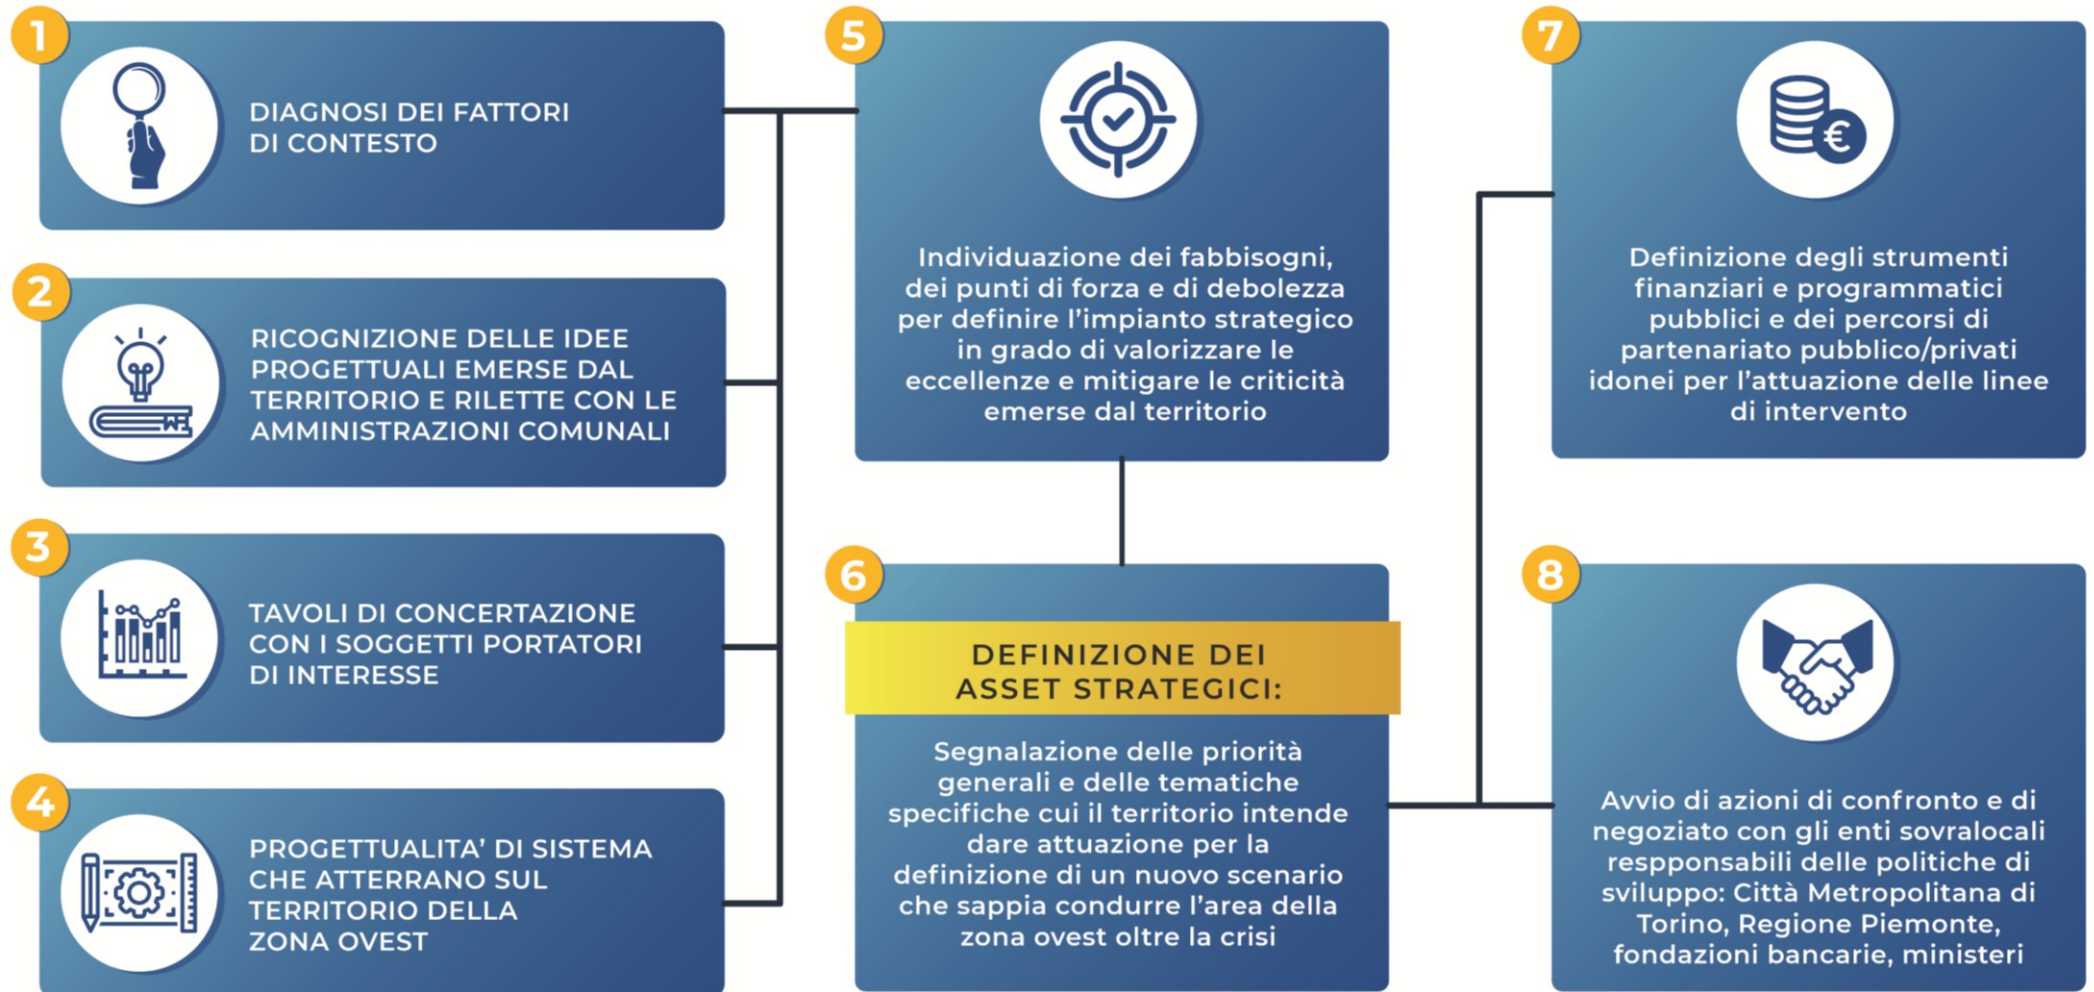 1
DIAGNOSI DEI FATTORI
DI CONTESTO
2
RICOGNIZIONE DELLE IDEE
PROGETTUALI EMERSE DAL
TERRITORIO E RILETTE CON LE
AMMINISTRAZIONI COMUNALI
3
TAVOLI DI CONCERTAZIONE
CON I SOGGETTI PORTATORI
DI INTERESSE
4
PROGETTUALITA' DI SISTEMA
CHE ATTERRANO SUL
TERRITORIO DELLA
ZONA OVEST
5
Individuazione dei fabbisogni,
dei punti di forza e di debolezza
per definire l'impianto strategico
in grado di valorizzare le
eccellenze e mitigare le criticità
emerse dal territorio
6
DEFINIZIONE DEI
ASSET STRATEGICI:
Segnalazione delle priorità
generali e delle tematiche
specifiche cui il territorio intende
dare attuazione per la
definizione di un nuovo scenario
che sappia condurre l'area della
zona ovest oltre la crisi
7
€
Definizione degli strumenti
finanziari e programmatici
pubblici e dei percorsi di
partenariato pubblico/privati
idonei per l'attuazione delle linee
di intervento
8
Avvio di azioni di confronto e di
negoziato con gli enti sovralocali
respponsabili delle politiche di
sviluppo: Città Metropolitana di
Torino, Regione Piemonte,
fondazioni bancarie, ministeri